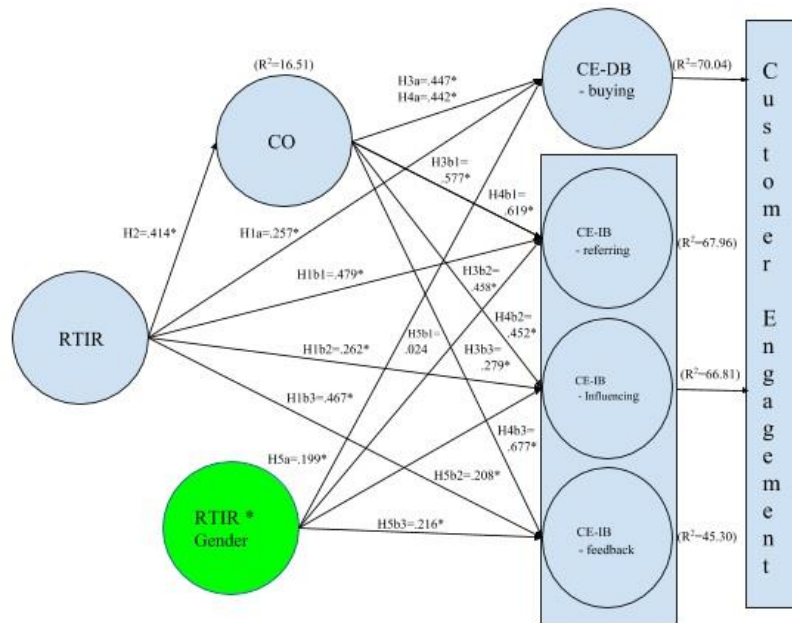 (R²=16.51)
CO
H3a=.447*
H4a=.442*
CE-DB
- buying
(R²=70.04)
H3b1=
.577*
H4b1=
.619*
CE-IB
- referring
(R²=67.96)
H2=.414*
H1a=.257*
H1b1=.479*
H3b2=
.458*
H4b2=
.452*
RTIR
H5b1=
.024
H3b3=
.279*
H1b2=.262*
H1b3=.467*
CE-IB
- Influencing
(R²=66.81)
H4b3=
.677*
H5a=.199*
H5b2=.208*
RTIR *
Gender
H5b3=.216*
CE-IB
- feedback
(R²=45.30)
Customer Engagement